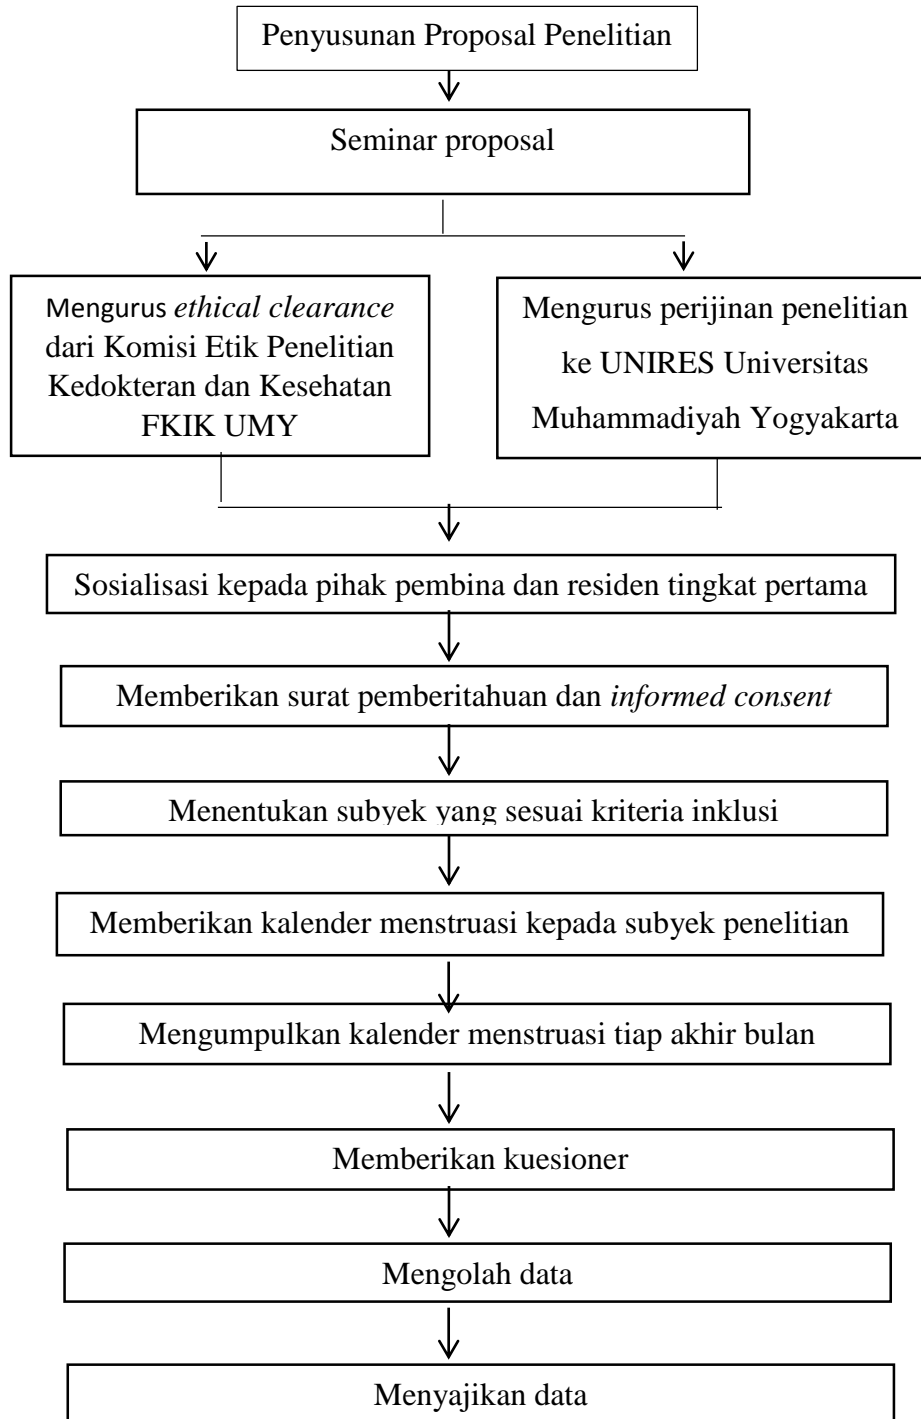 Penyusunan Proposal Penelitian
Seminar proposal
Mengurus ethical clearance
dari Komisi Etik Penelitian
Kedokteran dan Kesehatan
FKIK UMY
Mengurus perijinan penelitian
ke UNIRES Universitas
Muhammadiyah Yogyakarta
Sosialisasi kepada pihak pembina dan residen tingkat pertama
Memberikan surat pemberitahuan dan informed consent
Menentukan subyek yang sesuai kriteria inklusi
Memberikan kalender menstruasi kepada subyek penelitian
Mengumpulkan kalender menstruasi tiap akhir bulan
Memberikan kuesioner
Mengolah data
Menyajikan data